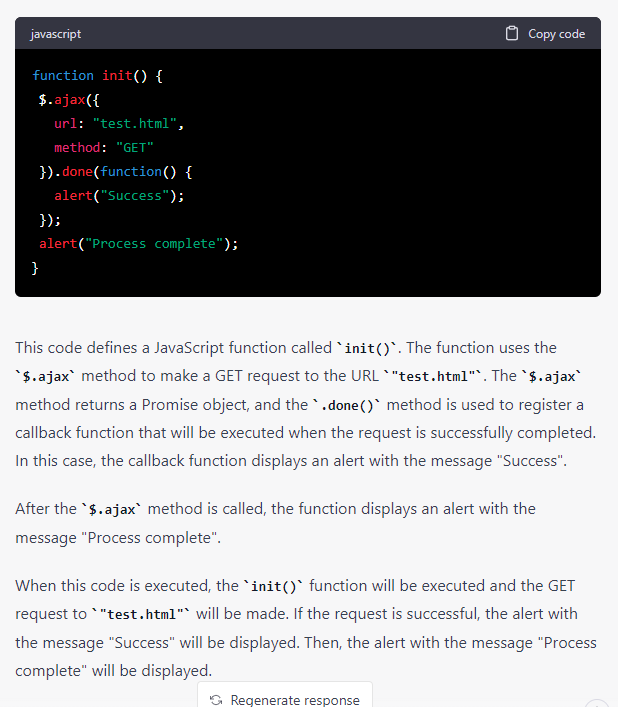 javascript Copy code
function init() {
$.ajax({
url: "test.html",
method: "GET"
}).done(function() {
alert("Success");
});
alert("Process complete");
}
This code defines a JavaScript function called `init()`. The function uses the
`$.ajax` method to make a GET request to the URL `"test.html"`. The `$.ajax`
method returns a Promise object, and the `.done()` method is used to register a
callback function that will be executed when the request is successfully completed.
In this case, the callback function displays an alert with the message "Success".
After the `$.ajax` method is called, the function displays an alert with the
message "Process complete".
When this code is executed, the `init()` function will be executed and the GET
request to `"test.html"` will be made. If the request is successful, the alert with
the message "Success" will be displayed. Then, the alert with the message "Process
complete" will be displayed.
Regenerate response